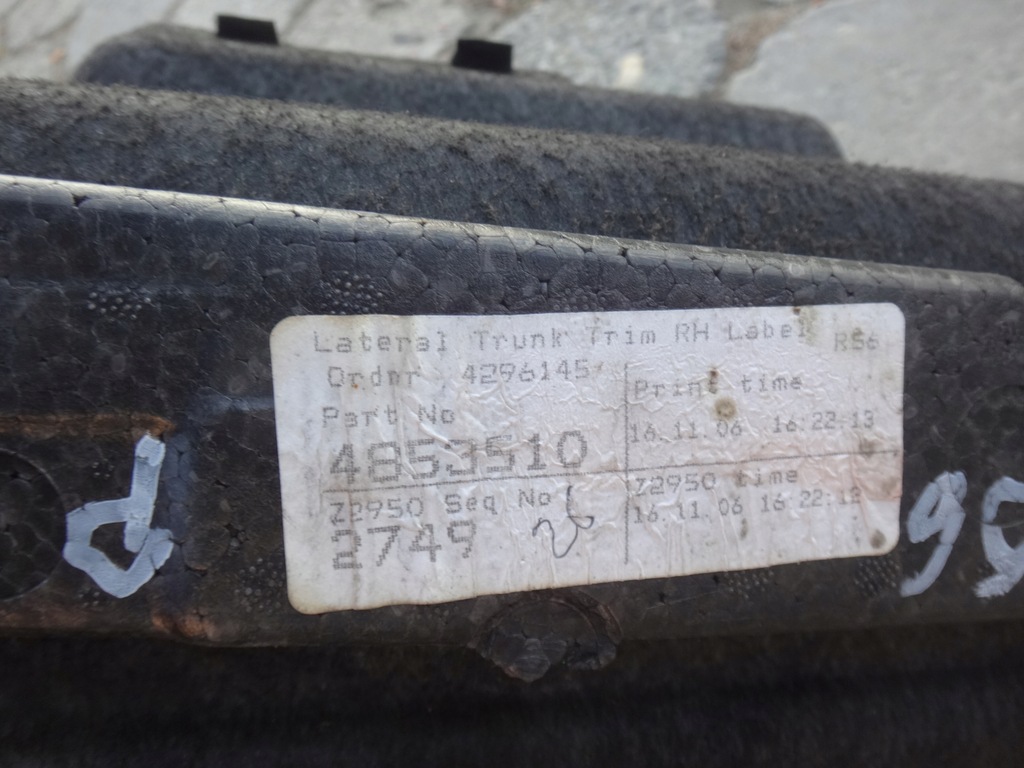 Lateral Trunk Trim RH Label RS6
Ordnr 4296145
Part No
4853510
Z2950 Seq No
2749
Print time
16.11.06 16:22:13
Z2950 time
16.11.06 16:22:13